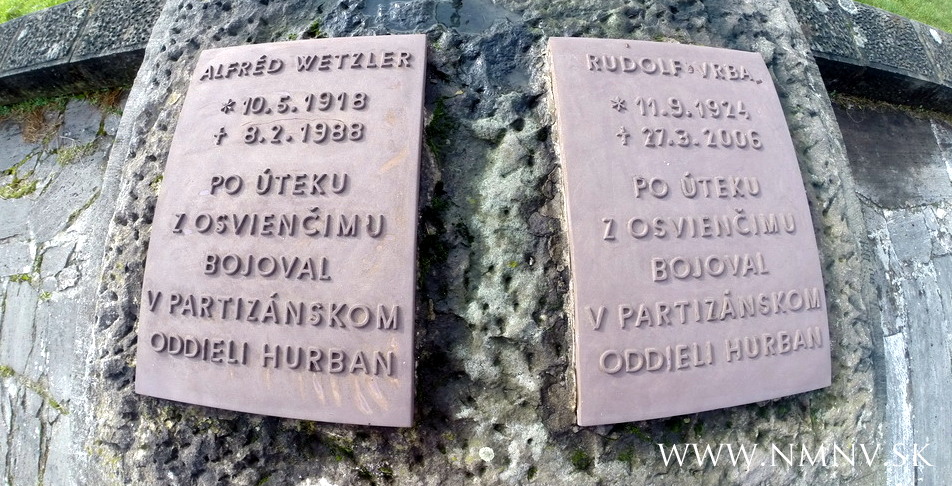 ALFRÉD WETZLER
* 10.5.1918
† 8.2.1988
PO ÚTEKU
Z OSVIENČIMU
BOJOVAL
V PARTIZÁNSKOM
ODDIELI HURBAN
RUDOLF VRBA
* 11.9.1924
† 27.3.2006
PO ÚTEKU
Z OSVIENČIMU
BOJOVAL
V PARTIZÁNSKOM
ODDIELI HURBAN
WWW.NMNV.SK